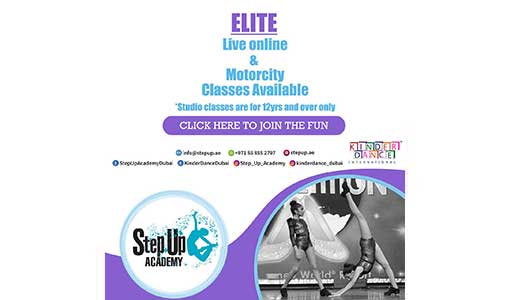 ELITE
Live online
&
Motorcity
Classes Available
*Studio classes are for 12yrs and over only
CLICK HERE TO JOIN THE FUN
info@stepup.ae +971 55 555 2797 stepup.ae
StepUpAcademyDubai KinderDanceDubai Step_Up_Academy kinderdance_dubai
KINDER
DANCE
INTERNATIONAL
Step Up
ACADEMY
World